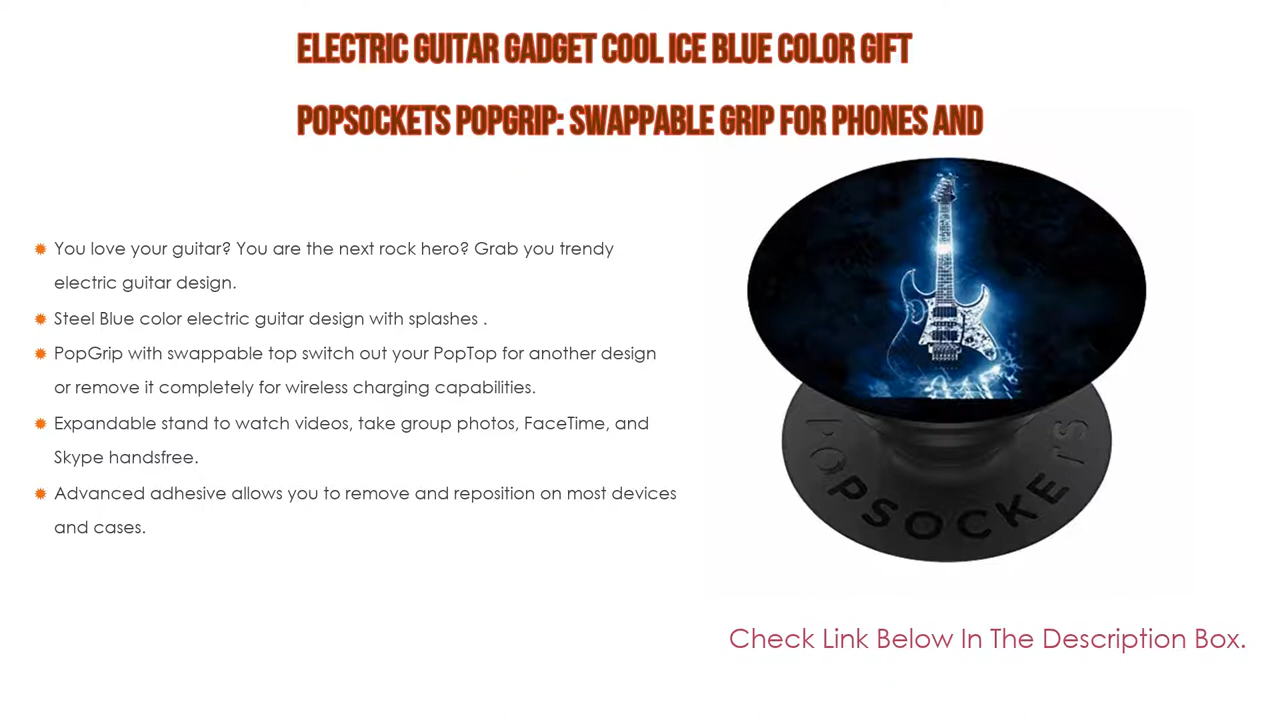 ELECTRIC GUITAR GADGET COOL ICE BLUE COLOR GIFT
POPSOCKETS POPGRIP: SWAPPABLE GRIP FOR PHONES AND
You love your guitar? You are the next rock hero? Grab you trendy
electric guitar design.
Steel Blue color electric guitar design with splashes .
PopGrip with swappable top switch out your PopTop for another design
or remove it completely for wireless charging capabilities.
Expandable stand to watch videos, take group photos, FaceTime, and
Skype handsfree.
Advanced adhesive allows you to remove and reposition on most devices
and cases.
POPSOCKETS
Check Link Below In The Description Box.